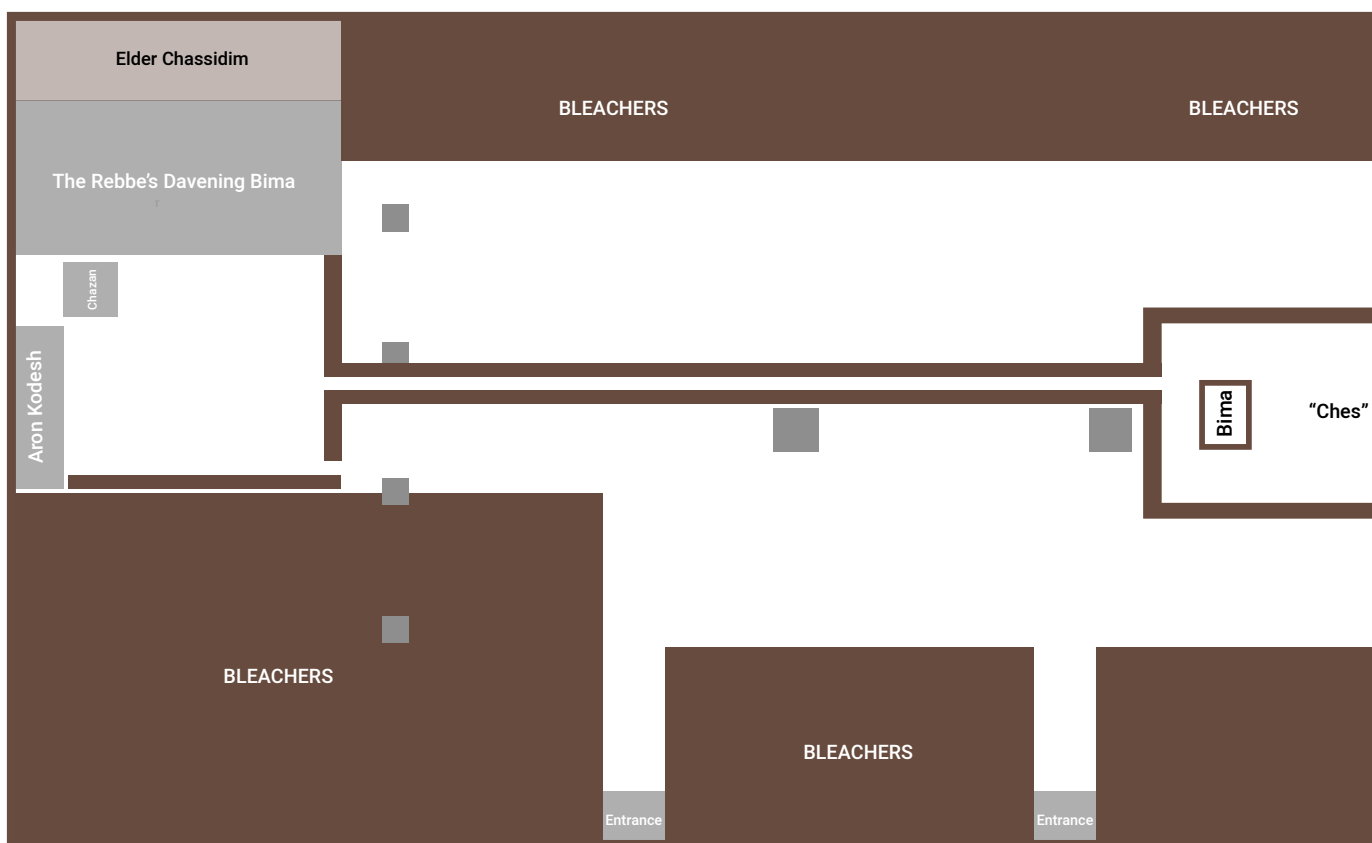 Elder Chassidim
BLEACHERS
BLEACHERS
The Rebbe's Davening Bima
r
Chazan
Aron Kodesh
Bima
“Ches”
BLEACHERS
BLEACHERS
Entrance
Entrance